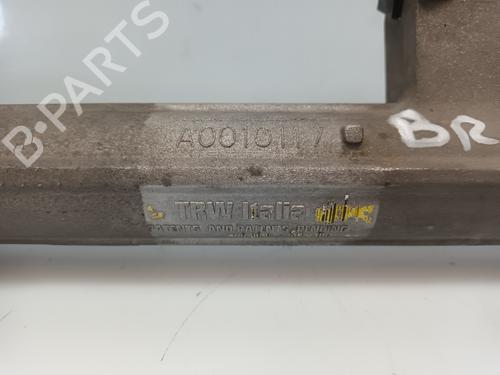 B-PARTS
A0010117
BR
TRW Italia
PATENTS AND PATENTS PENDING